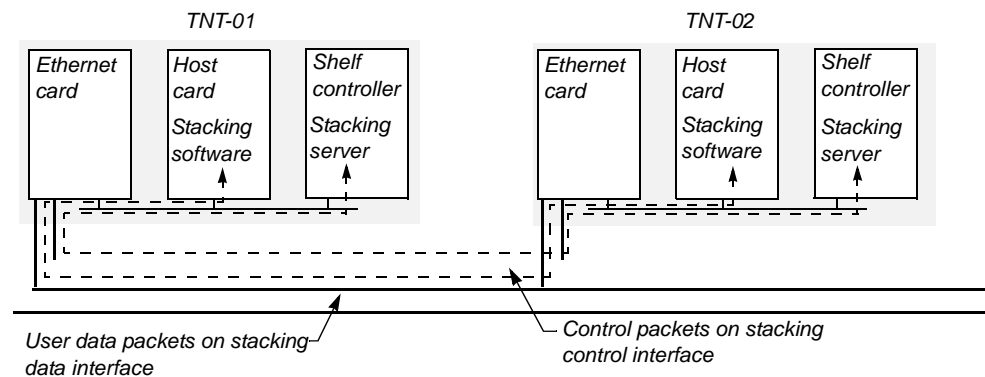 TNT-01
TNT-02
Ethernet
card
Host
card
Stacking
software
Shelf
controller
Stacking
server
Ethernet
card
Host
card
Stacking
software
Shelf
controller
Stacking
server
User data packets on stacking
data interface
Control packets on stacking
control interface